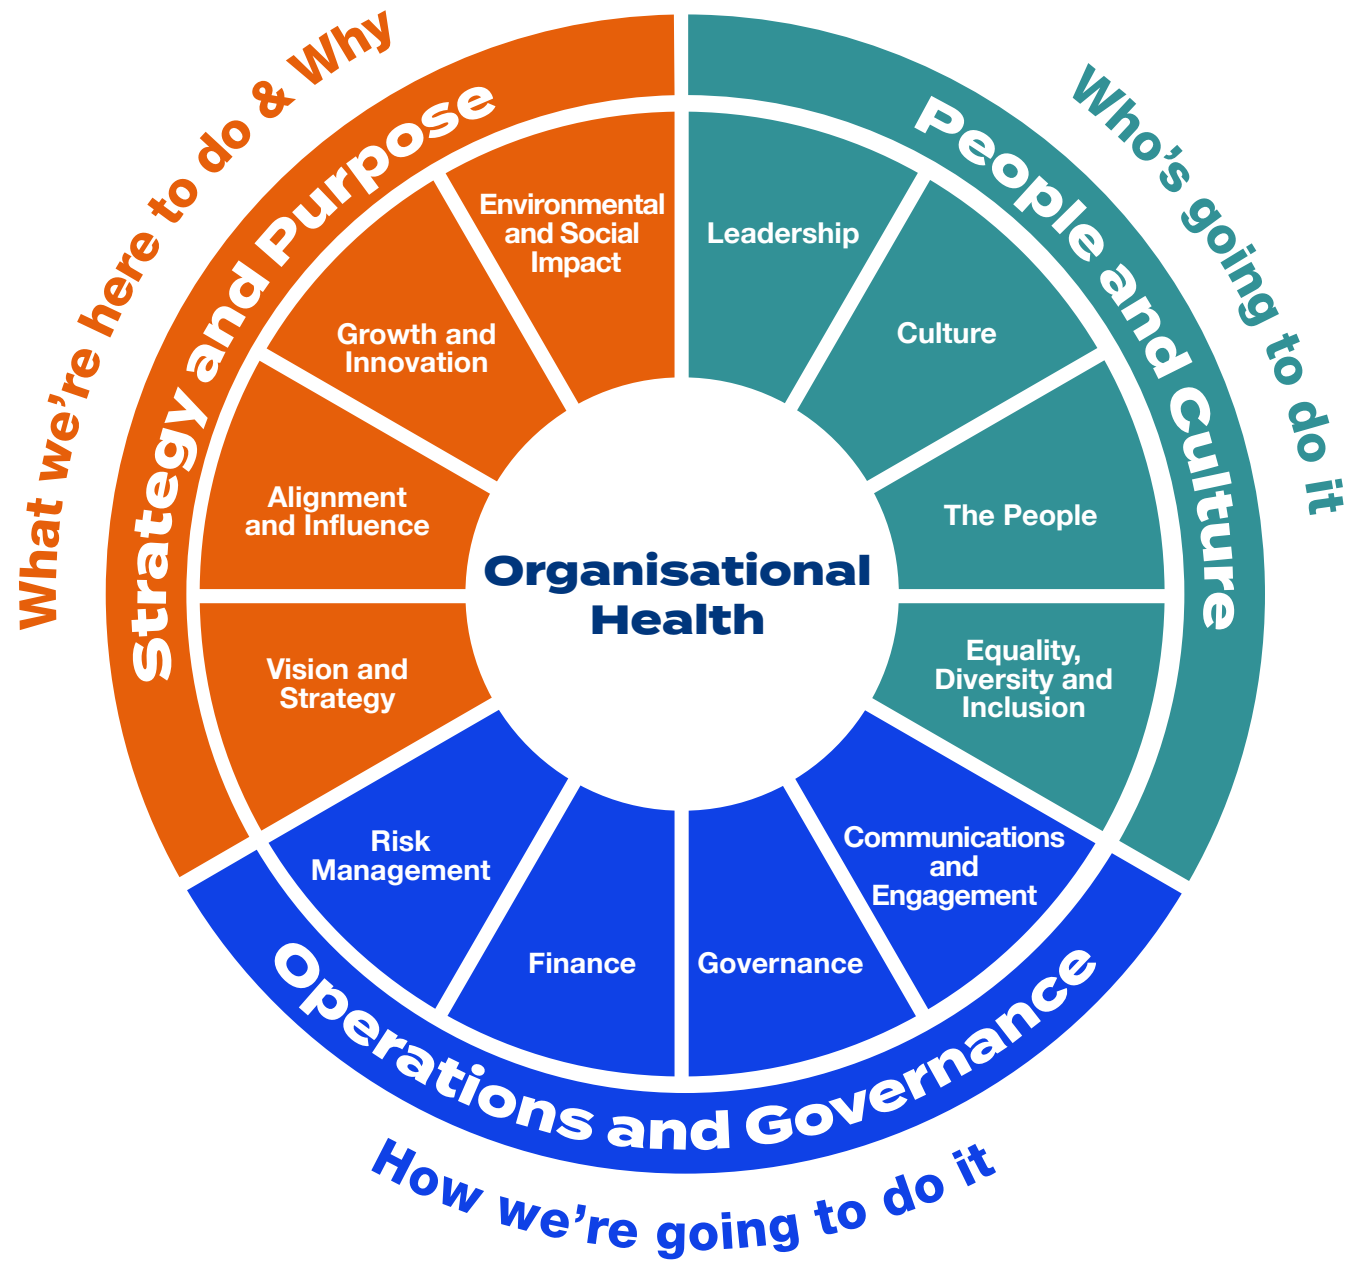 What we're here to do & Why
Strategy and Purpose
Environmental
and Social
Impact
Growth and
Innovation
Alignment
and Influence
Vision and
Strategy
Who's going to do it
People and Culture
Leadership
Culture
The People
Equality,
Diversity and
Inclusion
Organisational
Health
Risk
Management
Finance
Governance
Communications
and
Engagement
Operations and Governance
How we're going to do it